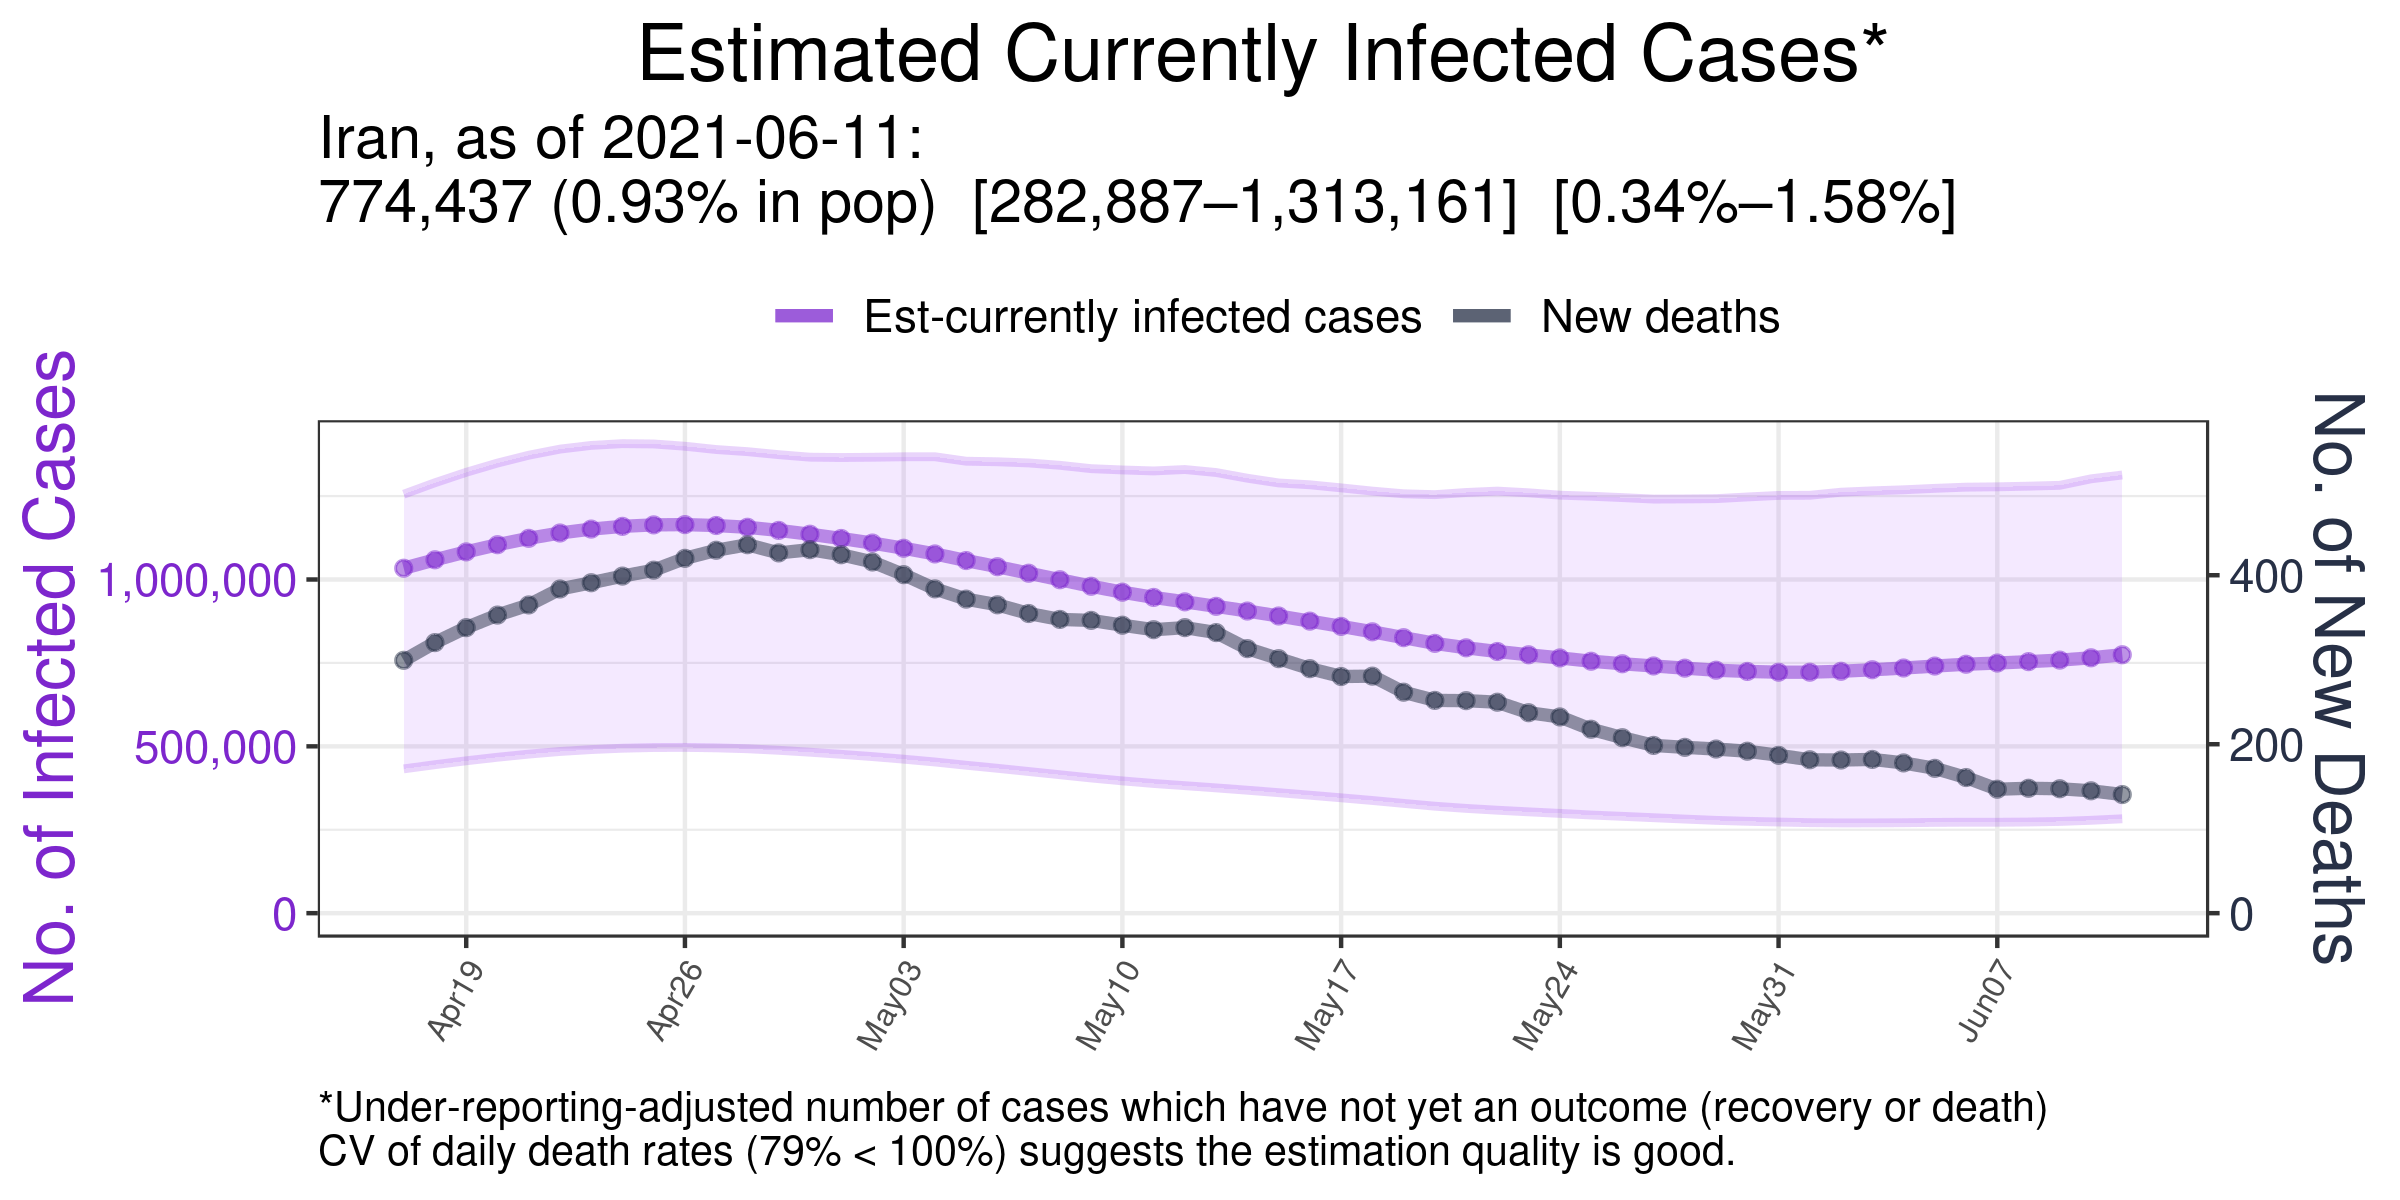 Estimated Currently Infected Cases*
Iran, as of 2021-06-11:
774,437 (0.93% in pop) [282,887–1,313,161] [0.34%–1.58%]
Est-currently infected cases
New deaths
No. of Infected Cases
1,000,000
500,000
0
No. of New Deaths
400
200
0
Apr19
Apr26
May03
May10
May17
May24
May31
Jun07
*Under-reporting-adjusted number of cases which have not yet an outcome (recovery or death)
CV of daily death rates (79% < 100%) suggests the estimation quality is good.